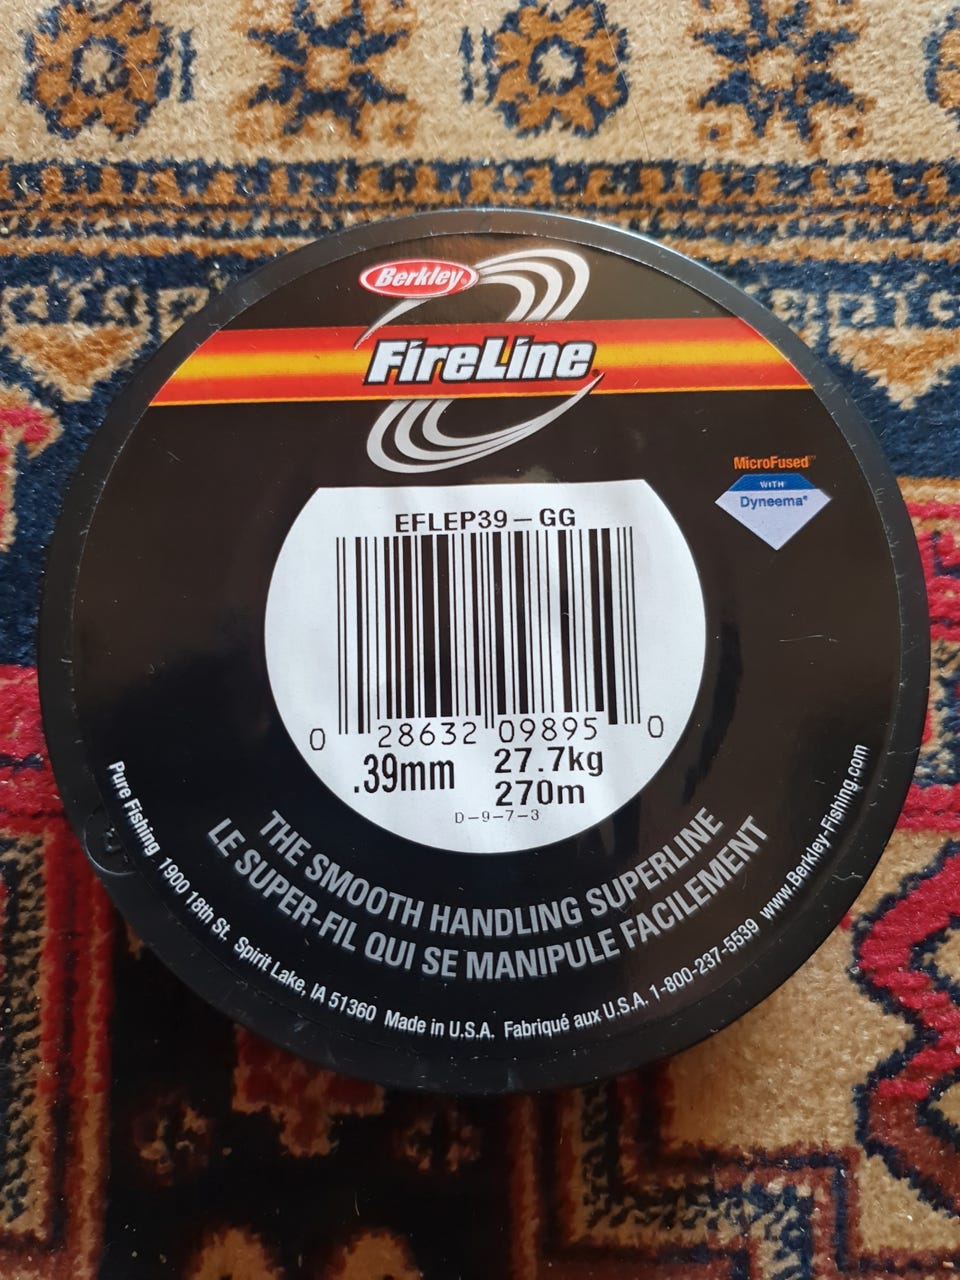 Berkley®
FireLine®
MicroFused™
WITH
Dyneema®
EFLEP39-GG
0 28632 09895 0
.39mm
27.7kg
270m
D-9-7-3
THE SMOOTH HANDLING SUPERLINE
LE SUPER-FIL QUI SE MANIPULE FACILEMENT
Pure Fishing 1900 18th St. Spirit Lake, IA 51360 Made in U.S.A. Fabriqué aux U.S.A. 1-800-237-5539 www.Berkley-Fishing.com